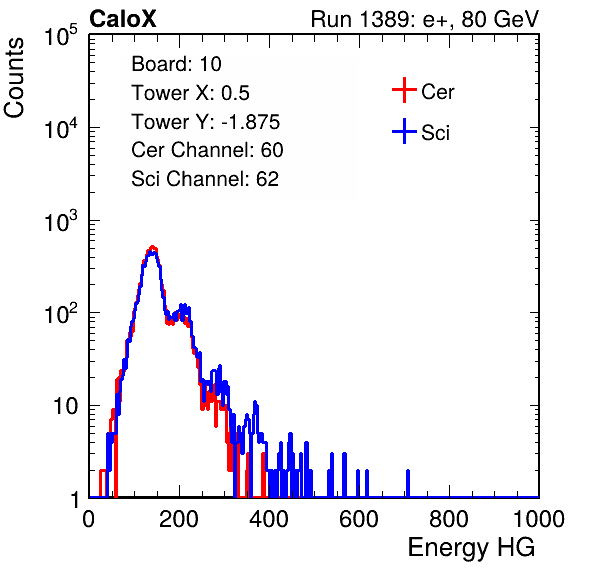 CaloX Run 1389: e+, 80 GeV
Board: 10
Tower X: 0.5
Tower Y: -1.875
Cer Channel: 60
Sci Channel: 62
Cer
Sci
Counts
10^5
10^4
10^3
10^2
10
1
0 200 400 600 800 1000
Energy HG